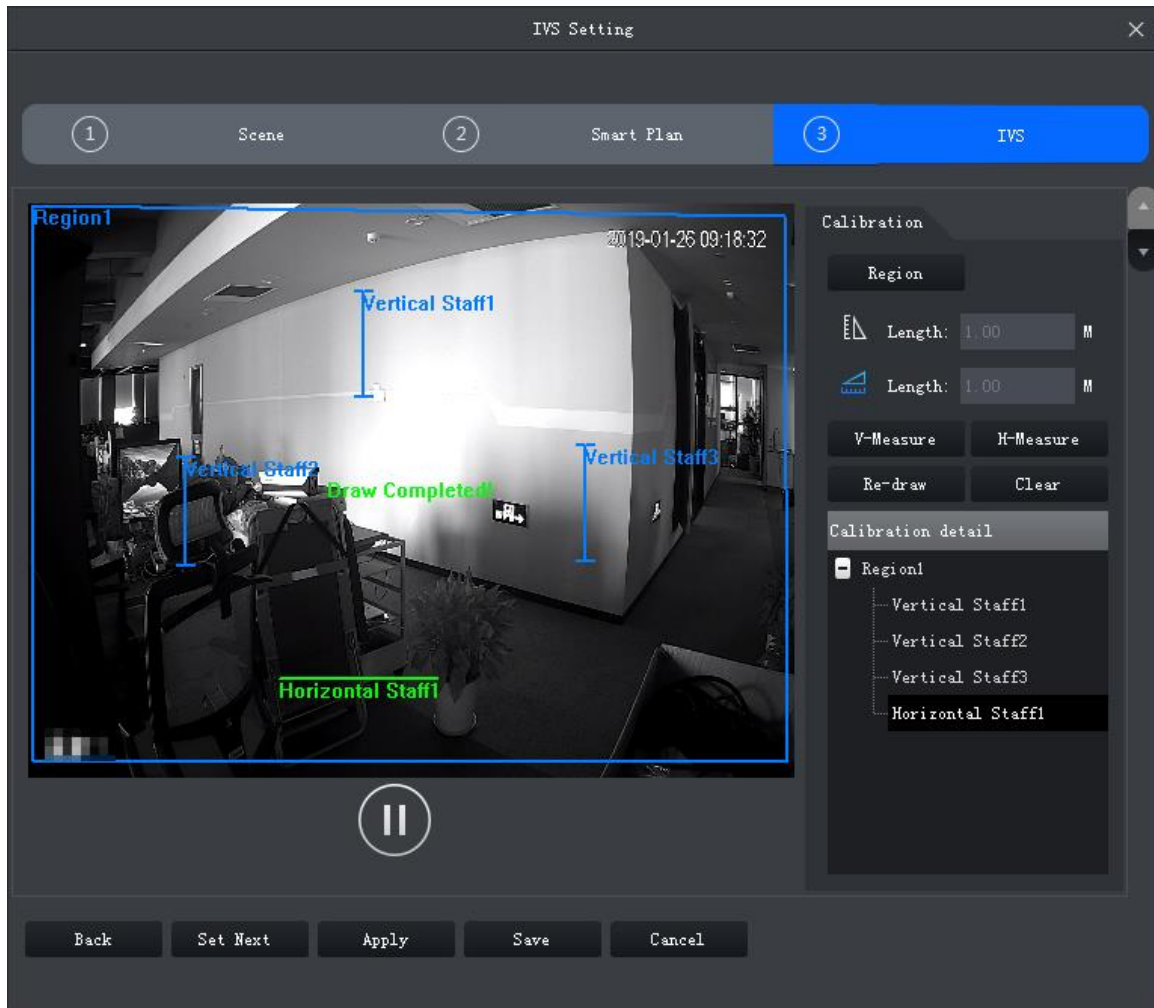 IVS Setting
1 Scene 2 Smart Plan 3 IVS
Region1
2019-01-26 09:18:32
Vertical Staff1
Vertical Staff2
Vertical Staff3
Draw Completed!
Horizontal Staff1
Calibration
Region
Length: 1.00 M
Length: 1.00 M
V-Measure H-Measure
Re-draw Clear
Calibration detail
Region1
Vertical Staff1
Vertical Staff2
Vertical Staff3
Horizontal Staff1
Back Set Next Apply Save Cancel